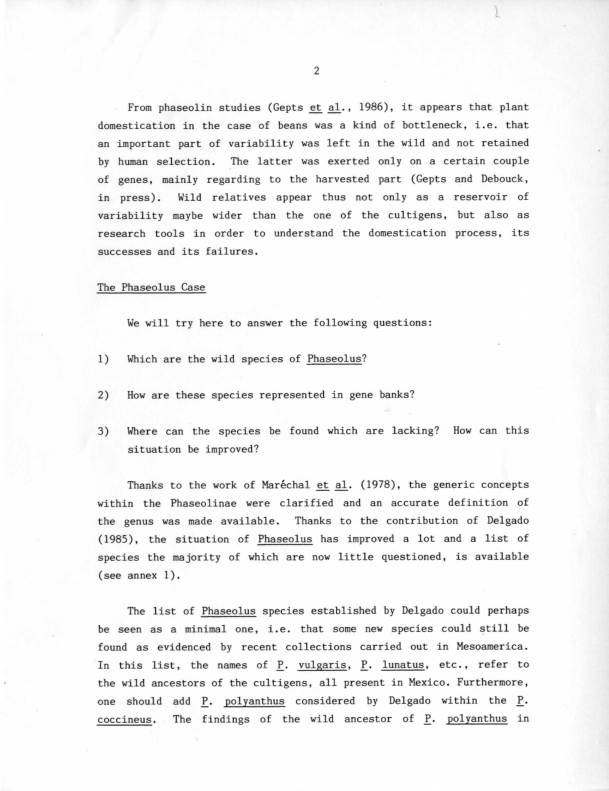 2
From phaseolin studies (Gepts et al., 1986), it appears that plant
domestication in the case of beans was a kind of bottleneck, i.e. that
an important part of variability was left in the wild and not retained
by human selection. The latter was exerted only on a certain couple
of genes, mainly regarding to the harvested part (Gepts and Debouck,
in press). Wild relatives appear thus not only as a reservoir of
variability maybe wider than the one of the cultigens, but also as
research tools in order to understand the domestication process, its
successes and its failures.
The Phaseolus Case
We will try here to answer the following questions:
1) Which are the wild species of Phaseolus?
2) How are these species represented in gene banks?
3) Where can the species be found which are lacking? How can this
situation be improved?
Thanks to the work of Maréchal et al. (1978), the generic concepts
within the Phaseolinae were clarified and an accurate definition of
the genus was made available. Thanks to the contribution of Delgado
(1985), the situation of Phaseolus has improved a lot and a list of
species the majority of which are now little questioned, is available
(see annex 1).
The list of Phaseolus species established by Delgado could perhaps
be seen as a minimal one, i.e. that some new species could still be
found as evidenced by recent collections carried out in Mesoamerica.
In this list, the names of P. vulgaris, P. lunatus, etc., refer to
the wild ancestors of the cultigens, all present in Mexico. Furthermore,
one should add P. polyanthus considered by Delgado within the P.
coccineus. The findings of the wild ancestor of P. polyanthus in